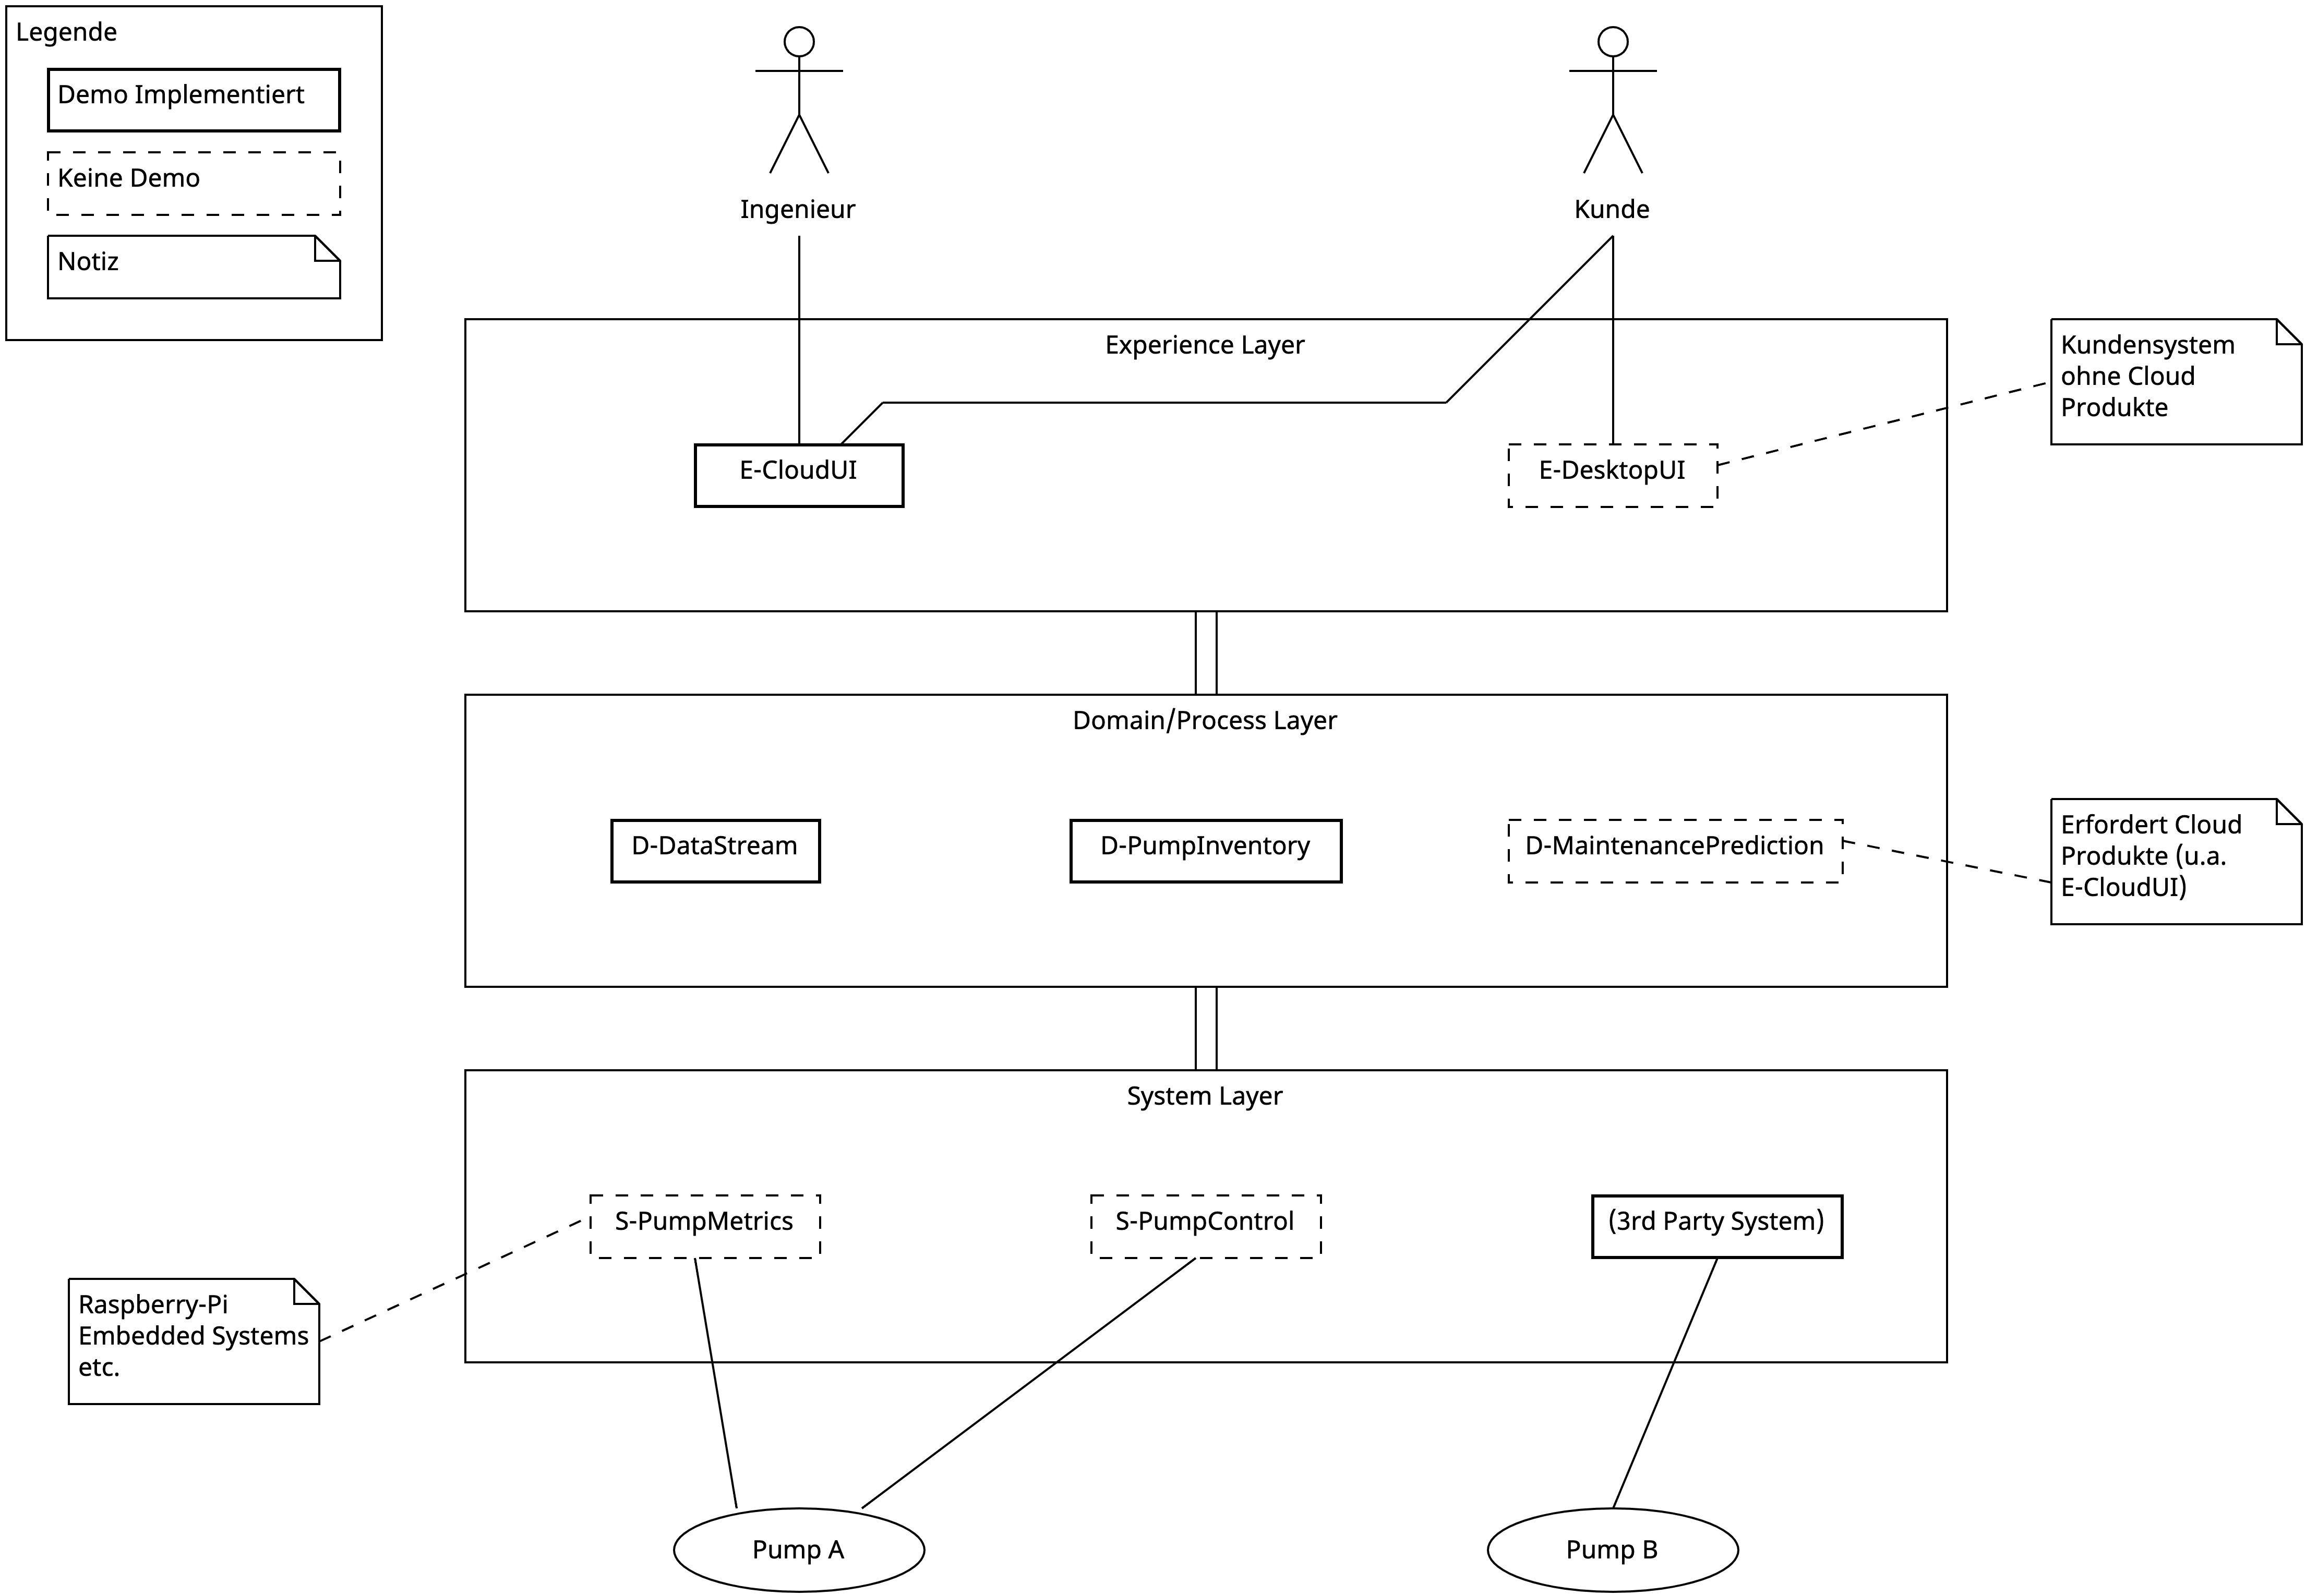 Legende
Demo Implementiert
Keine Demo
Notiz
Ingenieur
Kunde
Experience Layer
E-CloudUI
E-DesktopUI
Kundensystem
ohne Cloud
Produkte
Domain/Process Layer
D-DataStream
D-PumpInventory
D-MaintenancePrediction
Erfordert Cloud
Produkte (u.a.
E-CloudUI)
System Layer
S-PumpMetrics
S-PumpControl
(3rd Party System)
Raspberry-Pi
Embedded Systems
etc.
Pump A
Pump B